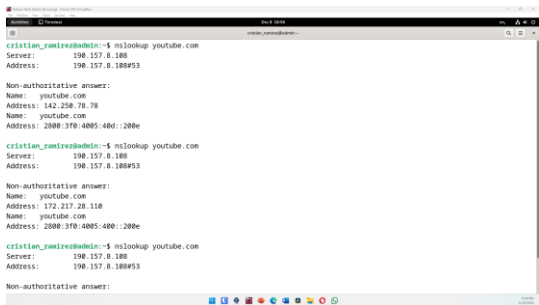 Activities Terminal Dec 8 18:56
cristian_ramirez@admin:~
cristian_ramirez@admin:~$ nslookup youtube.com
Server: 190.157.8.108
Address: 190.157.8.108#53
Non-authoritative answer:
Name: youtube.com
Address: 142.250.78.78
Name: youtube.com
Address: 2800:3f0:4005:40d::200e
cristian_ramirez@admin:~$ nslookup youtube.com
Server: 190.157.8.108
Address: 190.157.8.108#53
Non-authoritative answer:
Name: youtube.com
Address: 172.217.28.110
Name: youtube.com
Address: 2800:3f0:4005:400::200e
cristian_ramirez@admin:~$ nslookup youtube.com
Server: 190.157.8.108
Address: 190.157.8.108#53
Non-authoritative answer: